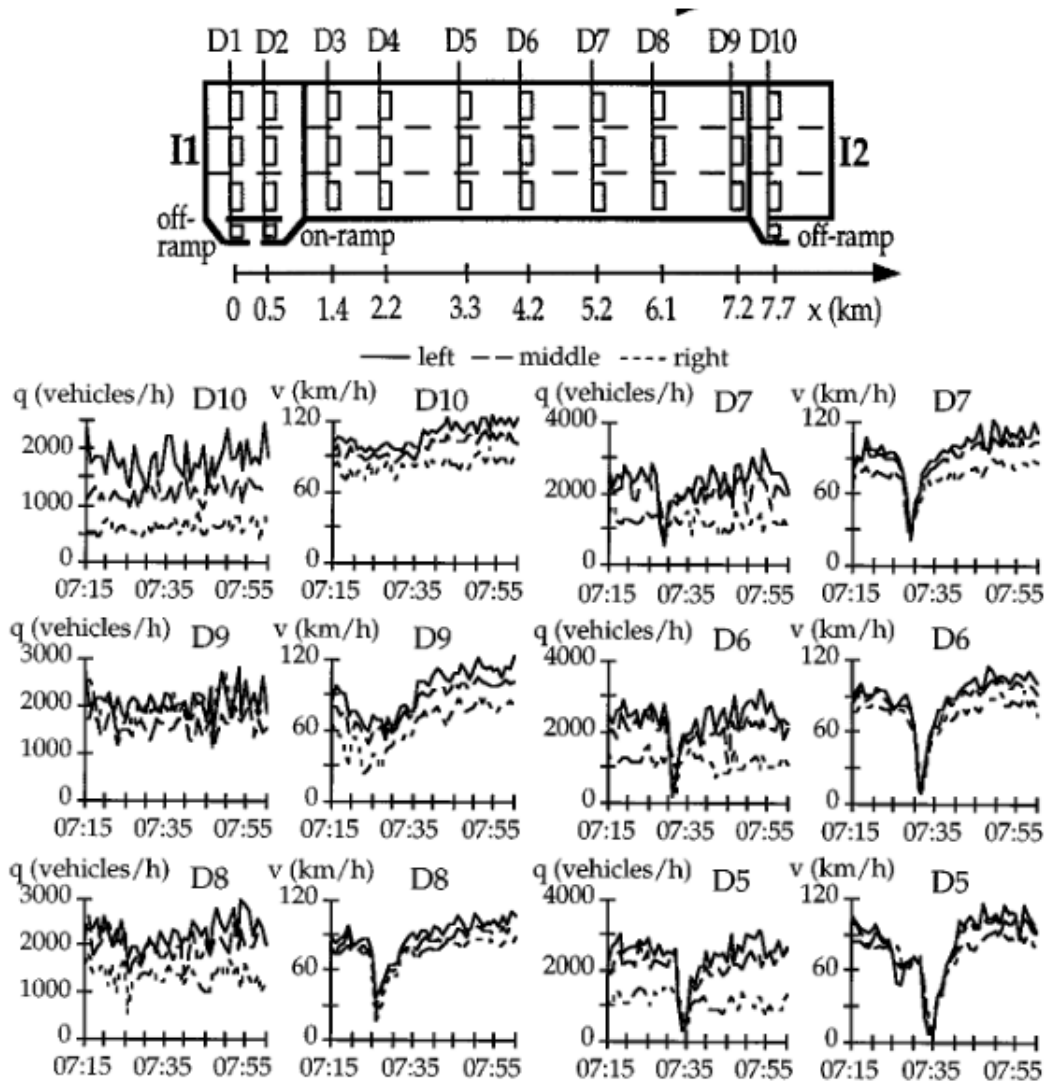 D1 D2 D3 D4 D5 D6 D7 D8 D9 D10
I1 I2
off-
ramp
on-ramp
off-ramp
0 0.5 1.4 2.2 3.3 4.2 5.2 6.1 7.2 7.7 x (km)
left middle right
q (vehicles/h) D10
2000
1000
0
07:15 07:35 07:55
v (km/h) D10
120
60
0
07:15 07:35 07:55
q (vehicles/h) D7
4000
2000
0
07:15 07:35 07:55
v (km/h) D7
120
60
0
07:15 07:35 07:55
q (vehicles/h) D9
3000
2000
1000
0
07:15 07:35 07:55
v (km/h) D9
120
60
0
07:15 07:35 07:55
q (vehicles/h) D6
4000
2000
0
07:15 07:35 07:55
v (km/h) D6
120
60
0
07:15 07:35 07:55
q (vehicles/h) D8
3000
2000
1000
0
07:15 07:35 07:55
v (km/h) D8
120
60
0
07:15 07:35 07:55
q (vehicles/h) D5
4000
2000
0
07:15 07:35 07:55
v (km/h) D5
120
60
0
07:15 07:35 07:55